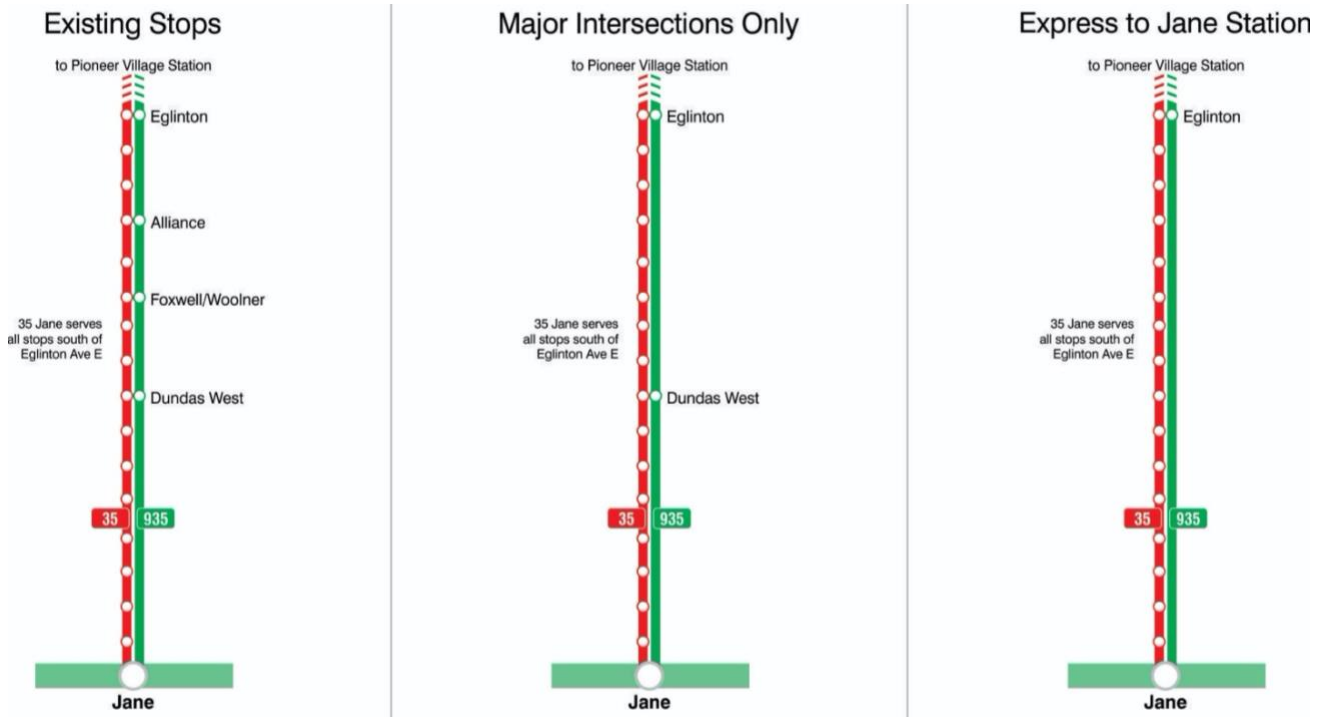 Existing Stops
to Pioneer Village Station
Eglinton
Alliance
Foxwell/Woolner
35 Jane serves
all stops south of
Eglinton Ave E
Dundas West
35 935
Jane
Major Intersections Only
to Pioneer Village Station
Eglinton
35 Jane serves
all stops south of
Eglinton Ave E
Dundas West
35 935
Jane
Express to Jane Station
to Pioneer Village Station
Eglinton
35 Jane serves
all stops south of
Eglinton Ave E
35 935
Jane